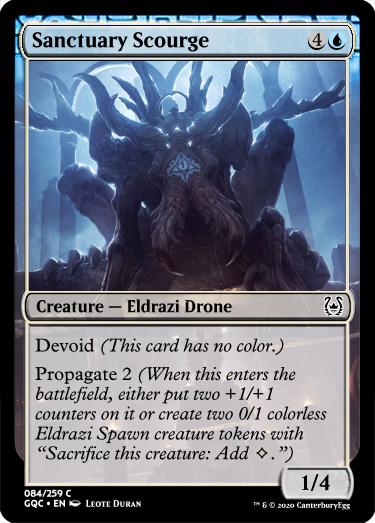 Sanctuary Scourge 4
Creature — Eldrazi Drone
Devoid (This card has no color.)
Propagate 2 (When this enters the
battlefield, either put two +1/+1
counters on it or create two 0/1 colorless
Eldrazi Spawn creature tokens with
“Sacrifice this creature: Add ◇.”)
1/4
084/259 C
GQC • EN Leote Duran
™ & © 2020 CanterburyEgg